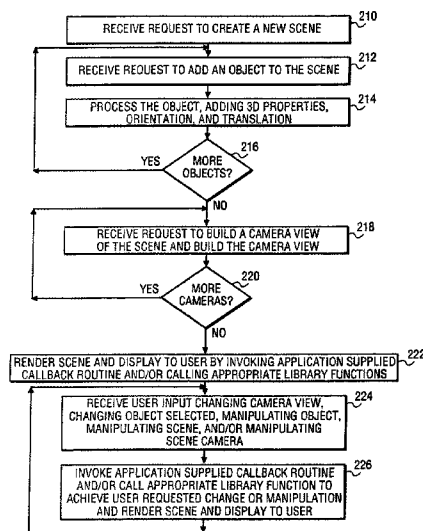 210
RECEIVE REQUEST TO CREATE A NEW SCENE
212
RECEIVE REQUEST TO ADD AN OBJECT TO THE SCENE
214
PROCESS THE OBJECT, ADDING 3D PROPERTIES,
ORIENTATION, AND TRANSLATION
216
YES
MORE
OBJECTS?
NO
218
RECEIVE REQUEST TO BUILD A CAMERA VIEW
OF THE SCENE AND BUILD THE CAMERA VIEW
220
YES
MORE
CAMERAS?
NO
222
RENDER SCENE AND DISPLAY TO USER BY INVOKING APPLICATION SUPPLIED
CALLBACK ROUTINE AND/OR CALLING APPROPRIATE LIBRARY FUNCTIONS
224
RECEIVE USER INPUT CHANGING CAMERA VIEW,
CHANGING OBJECT SELECTED, MANIPULATING OBJECT,
MANIPULATING SCENE, AND/OR MANIPULATING
SCENE CAMERA
226
INVOKE APPLICATION SUPPLIED CALLBACK ROUTINE
AND/OR CALL APPROPRIATE LIBRARY FUNCTION TO
ACHIEVE USER REQUESTED CHANGE OR MANIPULATION
AND RENDER SCENE AND DISPLAY TO USER